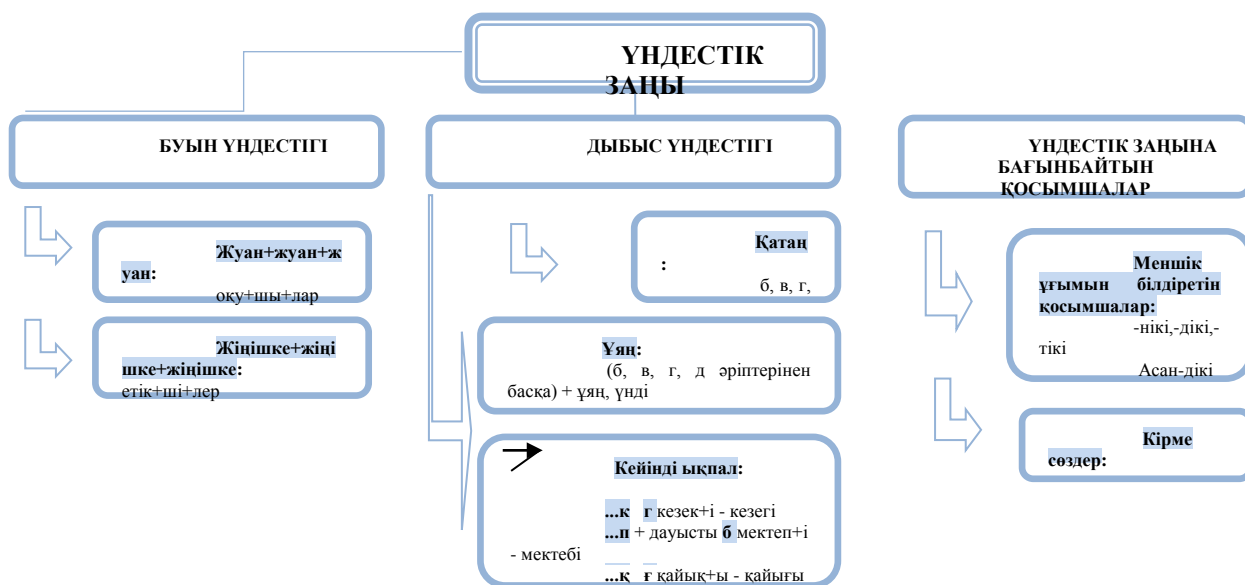 ҮНДЕСТІК
ЗАҢЫ
БУЫН ҮНДЕСТІГІ
Жуан+жуан+ж
уан:
оқу+шы+лар
Жіңішке+жіңі
шке+жіңішке:
етік+ші+лер
ДЫБЫС ҮНДЕСТІГІ
Қатаң
:
б, в, г,
Ұяң:
(б, в, г, д әріптерінен
басқа) + ұяң, үнді
Кейінді ықпал:
...к г кезек+і - кезегі
...п + дауысты б мектеп+і
- мектебі
...қ ғ қайық+ы - қайығы
ҮНДЕСТІК ЗАҢЫНА
БАҒЫНБАЙТЫН
ҚОСЫМШАЛАР
Меншік
ұғымын білдіретін
қосымшалар:
-нікі,-дікі,-
тікі
Асан-дікі
Кірме
сөздер: